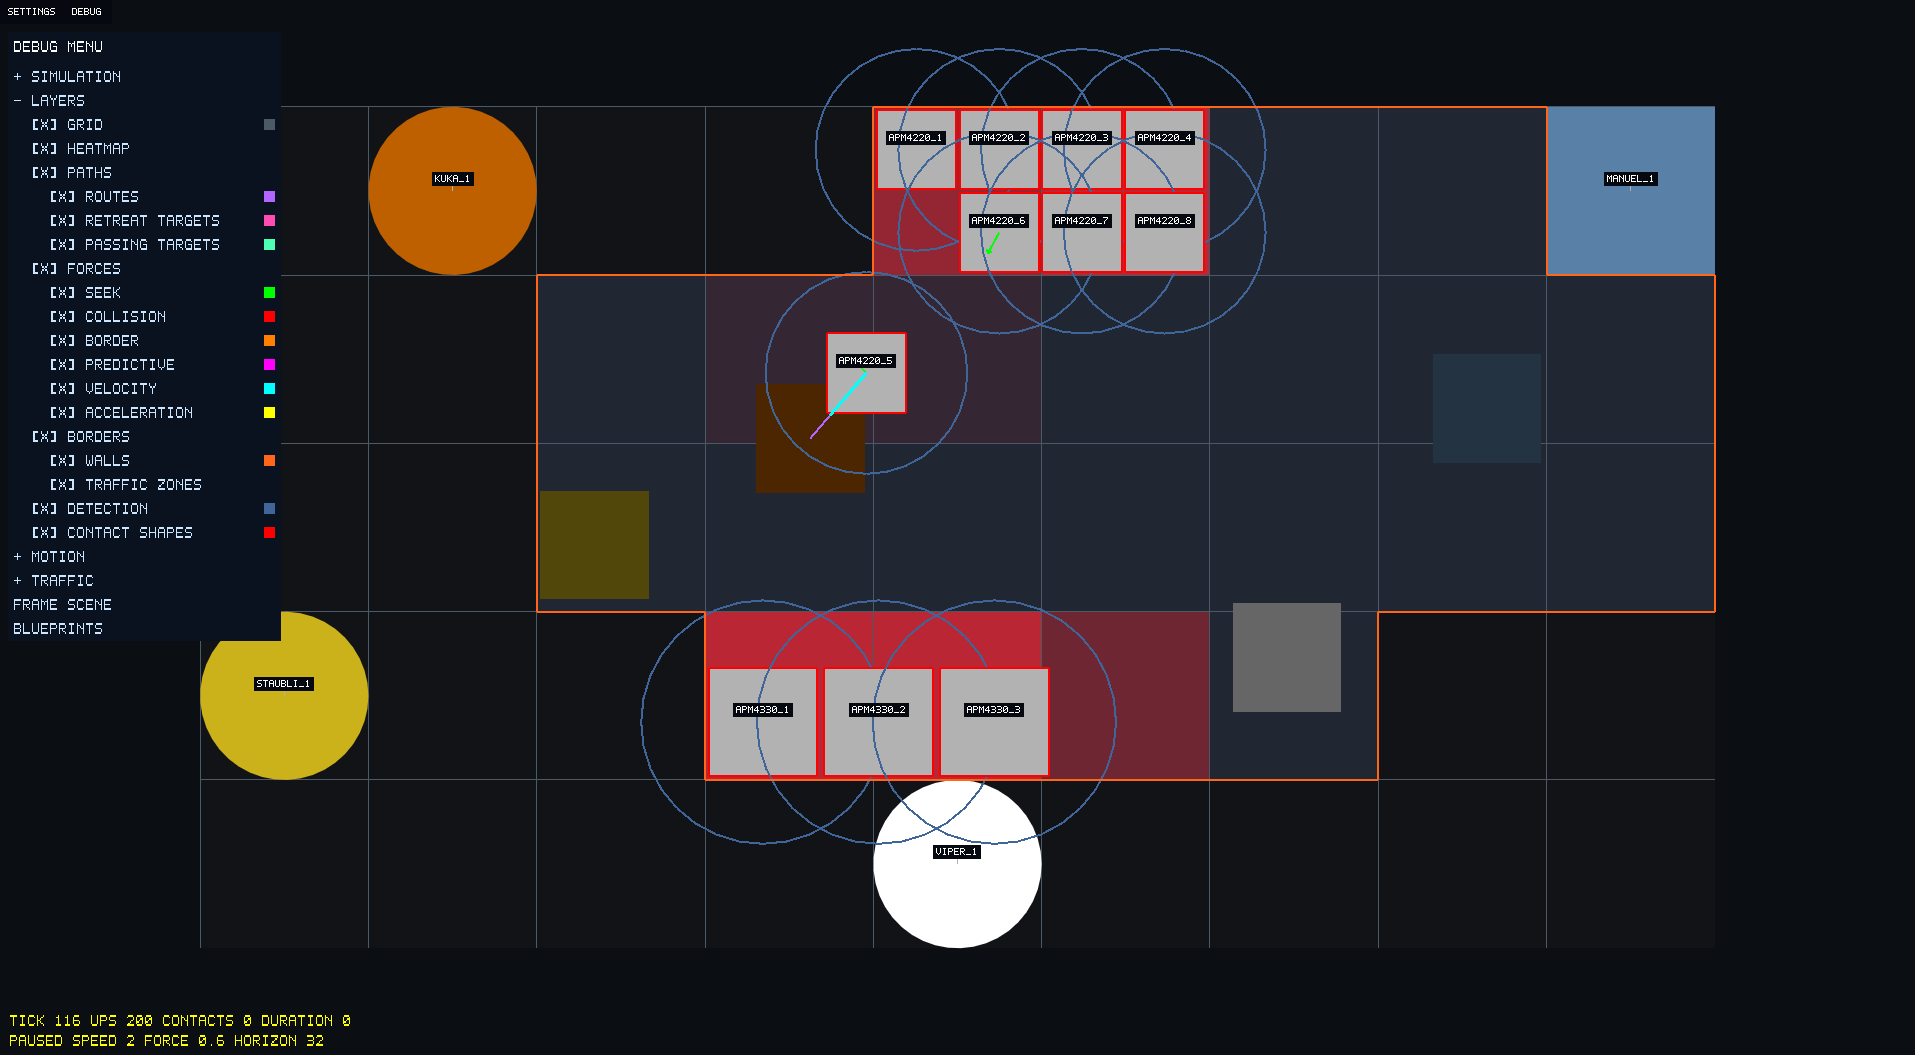 SETTINGS DEBUG
DEBUG MENU
+ SIMULATION
- LAYERS
[X] GRID
[X] HEATMAP
[X] PATHS
[X] ROUTES
[X] RETREAT TARGETS
[X] PASSING TARGETS
[X] FORCES
[X] SEEK
[X] COLLISION
[X] BORDER
[X] PREDICTIVE
[X] VELOCITY
[X] ACCELERATION
[X] BORDERS
[X] WALLS
[X] TRAFFIC ZONES
[X] DETECTION
[X] CONTACT SHAPES
+ MOTION
+ TRAFFIC
FRAME SCENE
BLUEPRINTS
APM4220_1 APM4220_2 APM4220_3 APM4220_4
KUKA_1
MANUEL_1
APM4220_6 APM4220_7 APM4220_8
APM4220_5
STAUBLI_1
APM4330_1 APM4330_2 APM4330_3
VIPER_1
TICK 116 UPS 200 CONTACTS 0 DURATION 0
PAUSED SPEED 2 FORCE 0.6 HORIZON 32